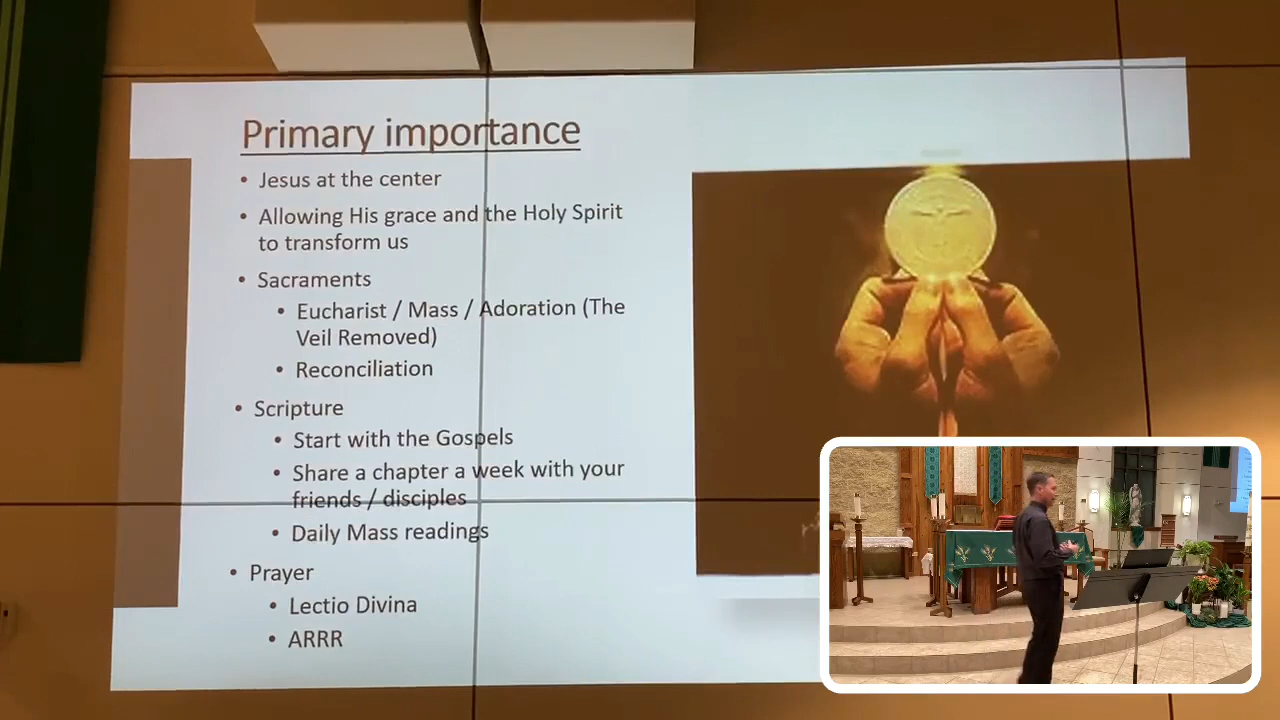 Primary importance
• Jesus at the center
• Allowing His grace and the Holy Spirit
to transform us
• Sacraments
• Eucharist / Mass / Adoration (The
Veil Removed)
• Reconciliation
• Scripture
• Start with the Gospels
• Share a chapter a week with your
friends / disciples
• Daily Mass readings
• Prayer
• Lectio Divina
• ARRR